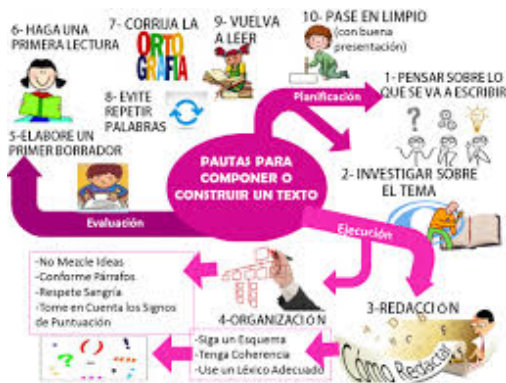 6- HAGA UNA
PRIMERA LECTURA
7- CORRIJA LA
ORTO
GRAFIA
9- VUELVA
A LEER
10- PASE EN LIMPIO
(con buena
presentación)
8- EVITE
REPETIR
PALABRAS
5-ELABORE UN
PRIMER BORRADOR
Planificación
1- PENSAR SOBRE LO
QUE SE VA A ESCRIBIR
PAUTAS PARA
COMPONER O
CONSTRUIR UN TEXTO
2- INVESTIGAR SOBRE
EL TEMA
Evaluación
Ejecución
-No Mezcle Ideas
-Conforme Párrafos
-Respete Sangría
-Tome en Cuenta los Signos
de Puntuación
4-ORGANIZACIÓN
3-REDACCIÓN
-Siga un Esquema
-Tenga Coherencia
-Use un Léxico Adecuado
Cómo Redactar